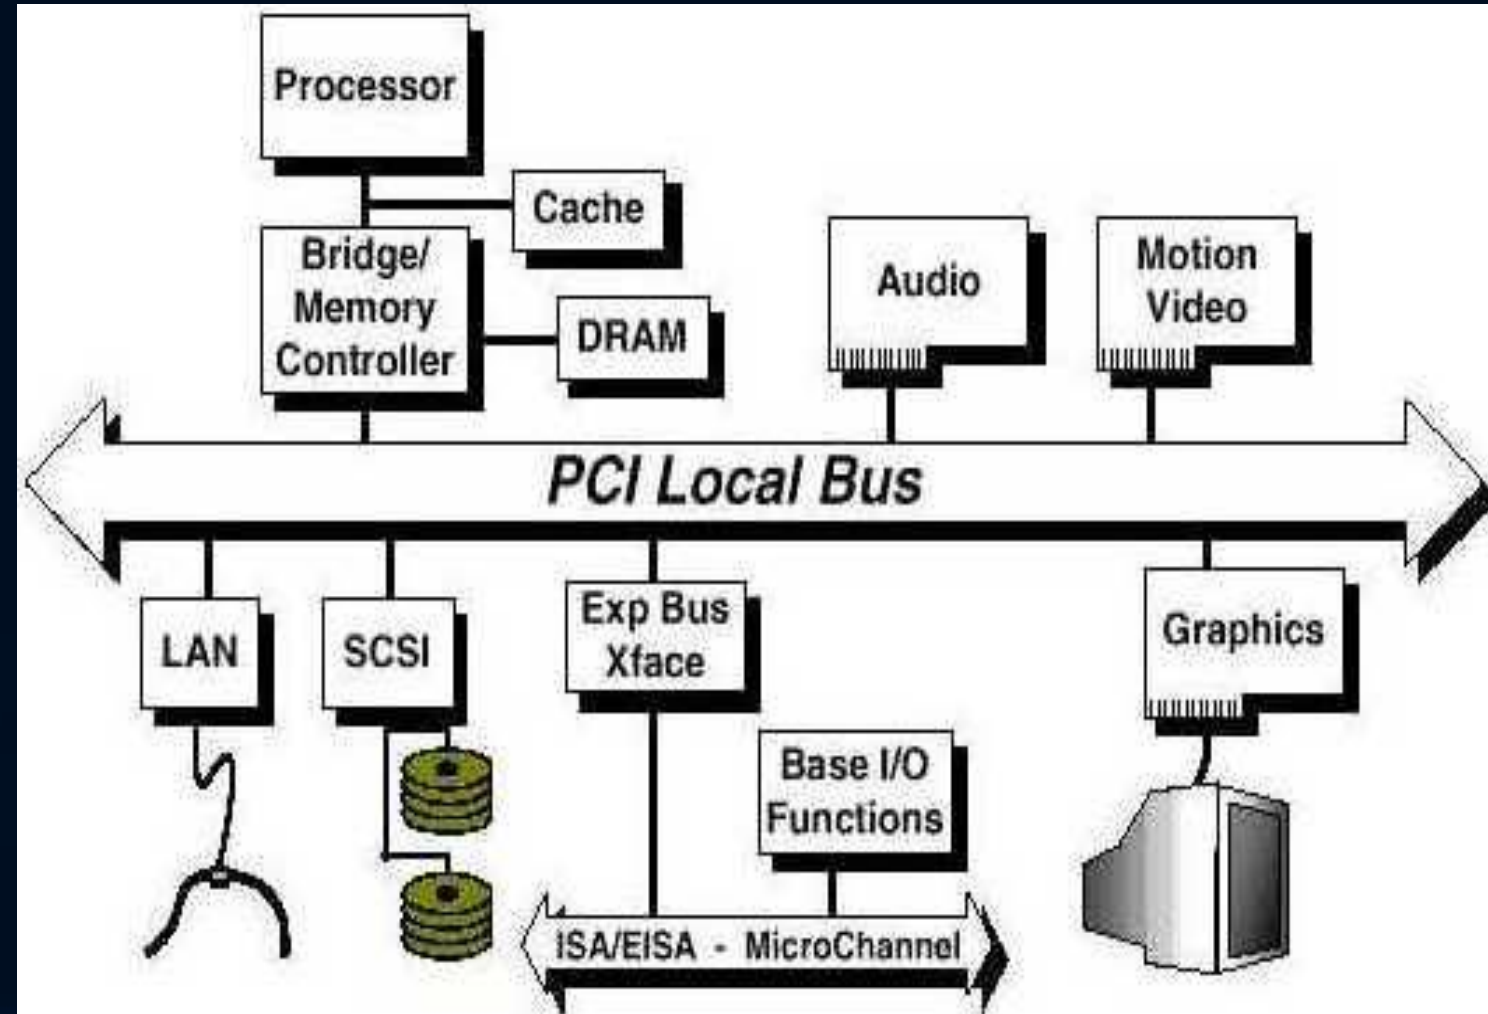 Processor
Cache
Bridge/
Memory
Controller
DRAM
Audio
Motion
Video
PCI Local Bus
LAN
SCSI
Exp Bus
Xface
Graphics
Base I/O
Functions
ISA/EISA - MicroChannel